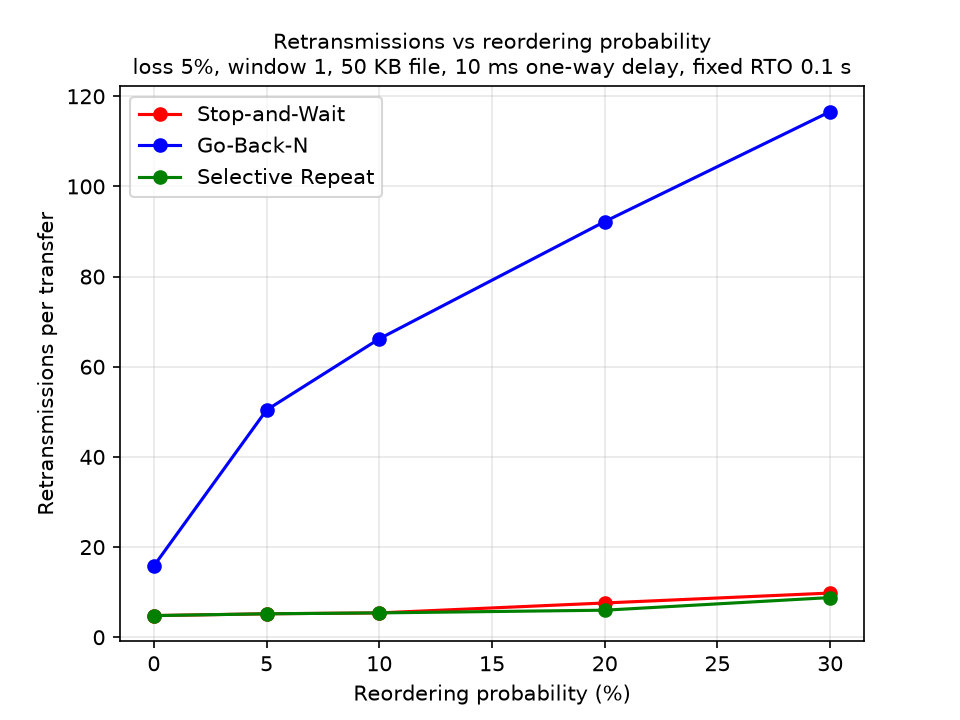 Retransmissions vs reordering probability
loss 5%, window 1, 50 KB file, 10 ms one-way delay, fixed RTO 0.1 s
Stop-and-Wait
Go-Back-N
Selective Repeat
Retransmissions per transfer
120
100
80
60
40
20
0
0 5 10 15 20 25 30
Reordering probability (%)